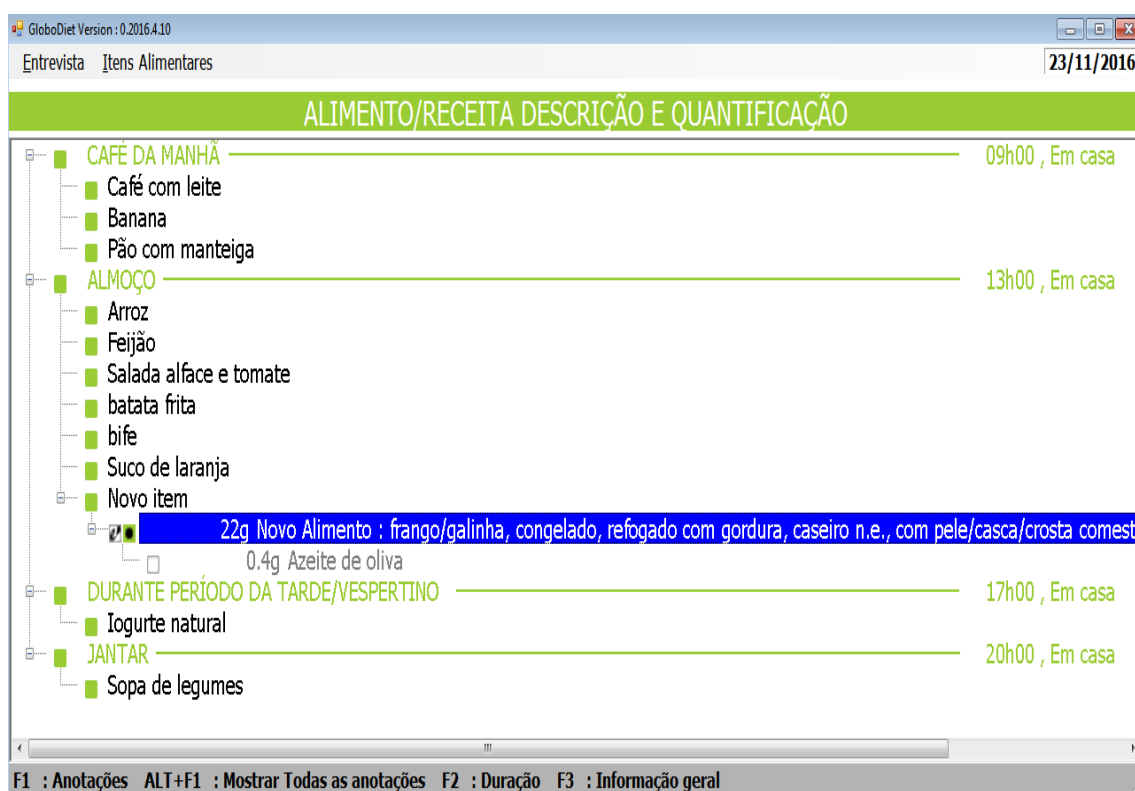 GloboDiet Version : 0.2016.4.10
Entrevista Itens Alimentares 23/11/2016
ALIMENTO/RECEITA DESCRIÇÃO E QUANTIFICAÇÃO
CAFÉ DA MANHÃ 09h00 , Em casa
Café com leite
Banana
Pão com manteiga
ALMOÇO 13h00 , Em casa
Arroz
Feijão
Salada alface e tomate
batata frita
bife
Suco de laranja
Novo item
22g Novo Alimento : frango/galinha, congelado, refogado com gordura, caseiro n.e., com pele/casca/crosta comest
0.4g Azeite de oliva
DURANTE PERÍODO DA TARDE/VESPERTINO 17h00 , Em casa
Iogurte natural
JANTAR 20h00 , Em casa
Sopa de legumes
F1 : Anotações ALT+F1 : Mostrar Todas as anotações F2 : Duração F3 : Informação geral